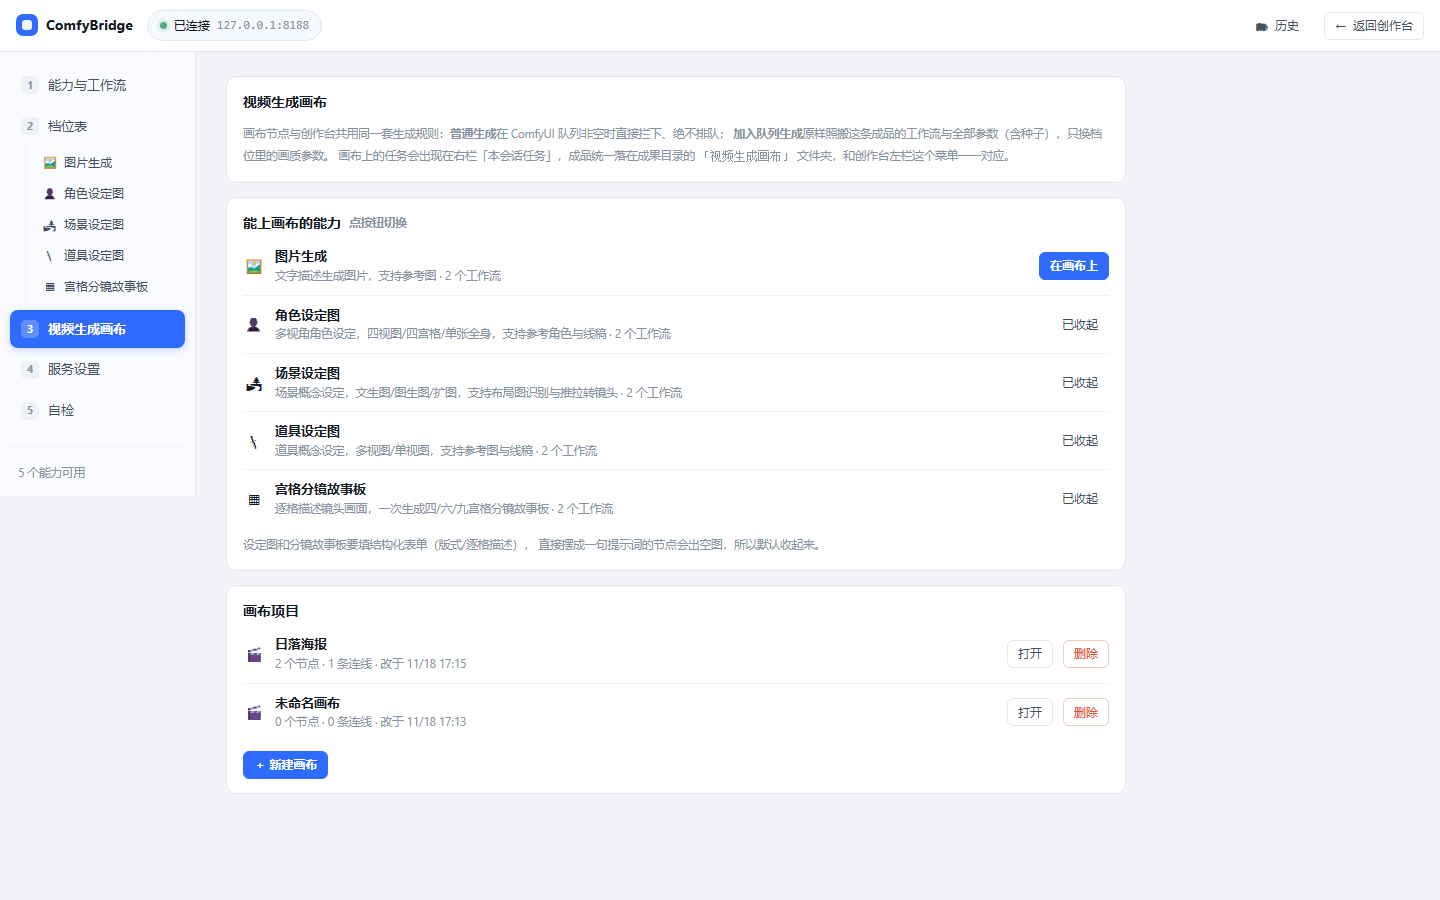 ComfyBridge
已连接 127.0.0.1:8188
历史
← 返回创作台
1 能力与工作流
2 档位表
图片生成
角色设定图
场景设定图
道具设定图
宫格分镜故事板
3 视频生成画布
4 服务设置
5 自检
5 个能力可用
视频生成画布
画布节点与创作台共用同一套生成规则：普通生成在 ComfyUI 队列非空时直接拦下、绝不排队； 加入队列生成原样照搬这条成品的工作流与全部参数（含种子），只换档
位里的画质参数。 画布上的任务会出现在右栏「本会话任务」，成品统一落在成果目录的 「视频生成画布」 文件夹，和创作台左栏这个菜单一一对应。
能上画布的能力 点按钮切换
图片生成
文字描述生成图片，支持参考图 · 2 个工作流
在画布上
角色设定图
多视角角色设定，四视图/四宫格/单张全身，支持参考角色与线稿 · 2 个工作流
已收起
场景设定图
场景概念设定，文生图/图生图/扩图，支持布局图识别与推拉转镜头 · 2 个工作流
已收起
道具设定图
道具概念设定，多视图/单视图，支持参考图与线稿 · 2 个工作流
已收起
宫格分镜故事板
逐格描述镜头画面，一次生成四/六/九宫格分镜故事板 · 2 个工作流
已收起
设定图和分镜故事板要填结构化表单（版式/逐格描述）， 直接摆成一句提示词的节点会出空图，所以默认收起来。
画布项目
日落海报
2 个节点 · 1 条连线 · 改于 11/18 17:15
打开 删除
未命名画布
0 个节点 · 0 条连线 · 改于 11/18 17:13
打开 删除
+ 新建画布